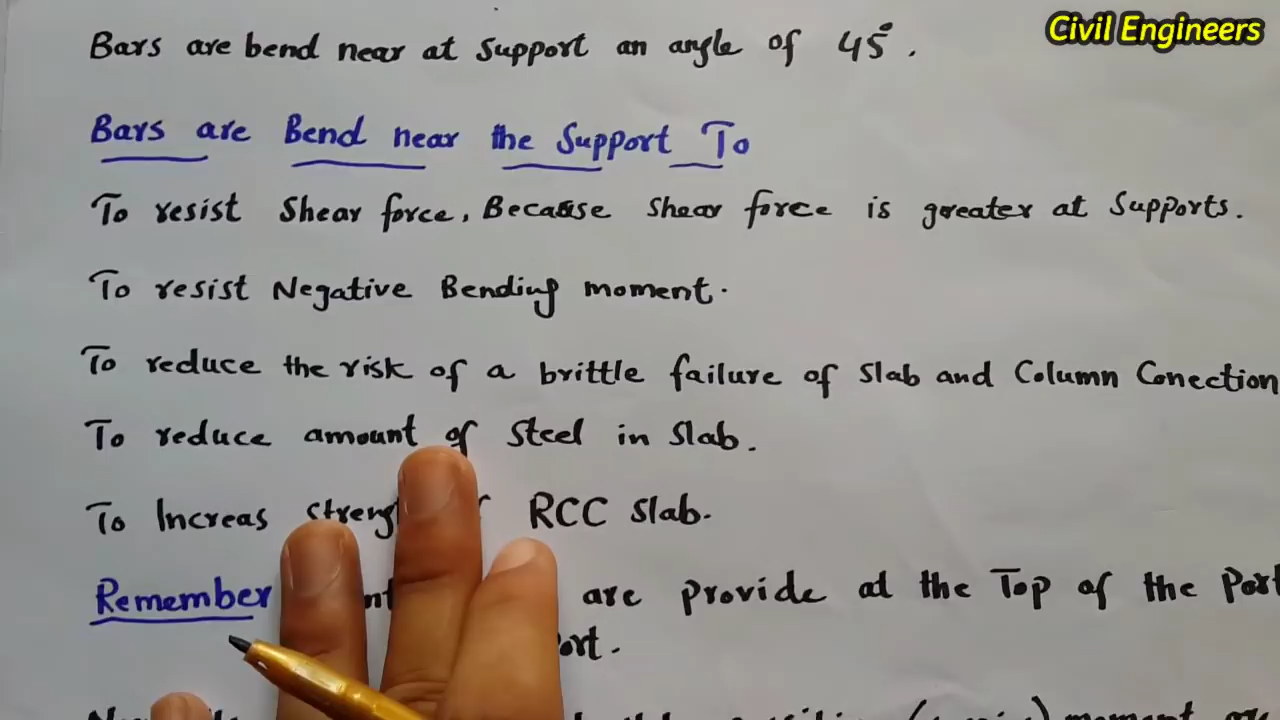 Civil Engineers
Bars are bend near at Support an angle of 45°.
Bars are Bend near the Support To
To resist Shear force, Because Shear force is greater at Supports.
To resist Negative Bending moment.
To reduce the risk of a brittle failure of Slab and Column Conection
To reduce amount of Steel in Slab.
To Increas RCC Slab.
Remember are provide at the Top of the
moment